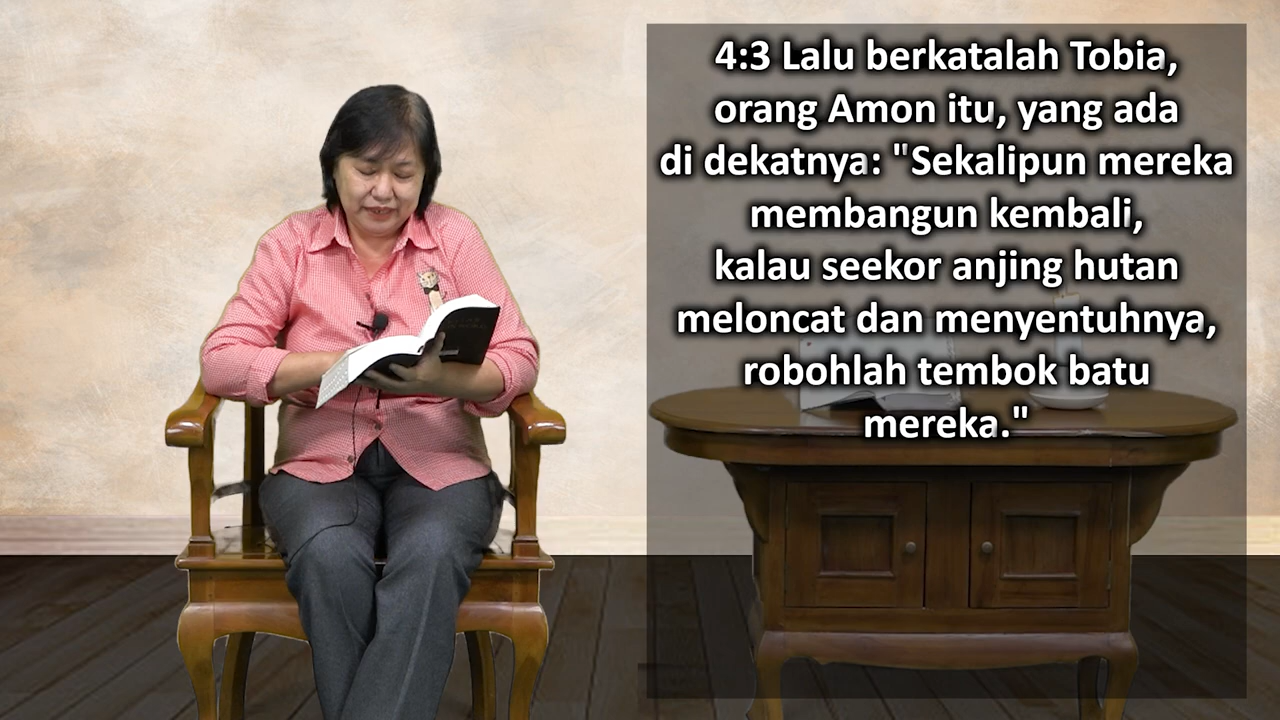 4:3 Lalu berkatalah Tobia,
orang Amon itu, yang ada
di dekatnya: "Sekalipun mereka
membangun kembali,
kalau seekor anjing hutan
meloncat dan menyentuhnya,
robohlah tembok batu
mereka."